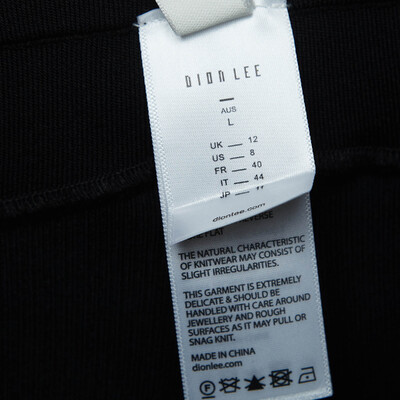 DION LEE
AUS
L
UK — 12
US — 8
FR — 40
IT — 44
JP
dionlee.com
FLAT
THE NATURAL CHARACTERISTIC
OF KNITWEAR MAY CONSIST OF
SLIGHT IRREGULARITIES.
THIS GARMENT IS EXTREMELY
DELICATE & SHOULD BE
HANDLED WITH CARE AROUND
JEWELLERY AND ROUGH
SURFACES AS IT MAY PULL OR
SNAG KNIT.
MADE IN CHINA
dionlee.com